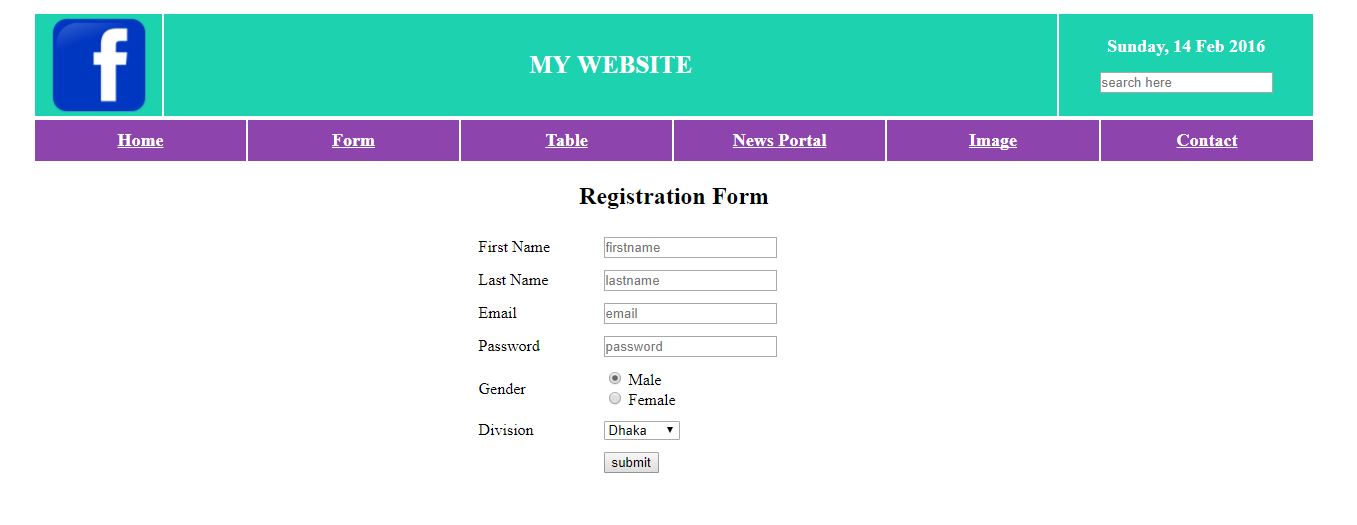 f
MY WEBSITE
Sunday, 14 Feb 2016
search here
Home Form Table News Portal Image Contact
Registration Form
First Name firstname
Last Name lastname
Email email
Password password
Gender Male
Female
Division Dhaka
submit